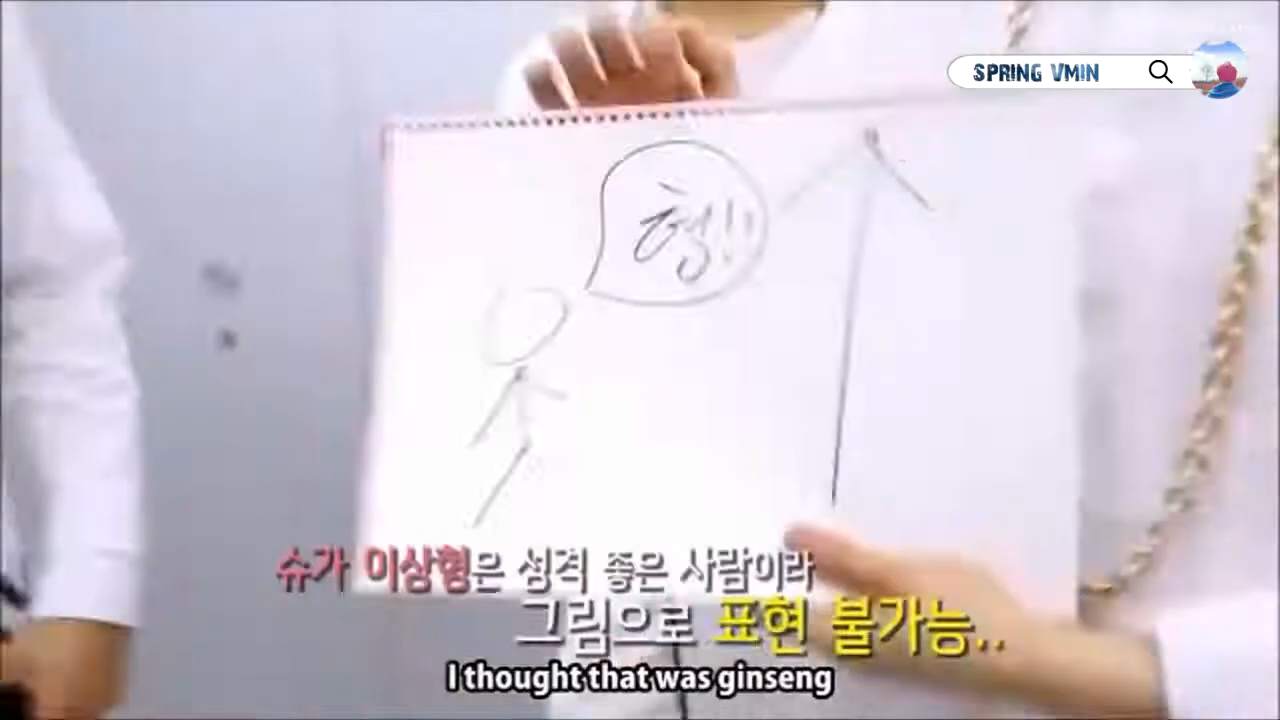 SPRING VMIN
형!!
슈가 이상형은 성격 좋은 사람이라
그림으로 표현 불가능..
I thought that was ginseng